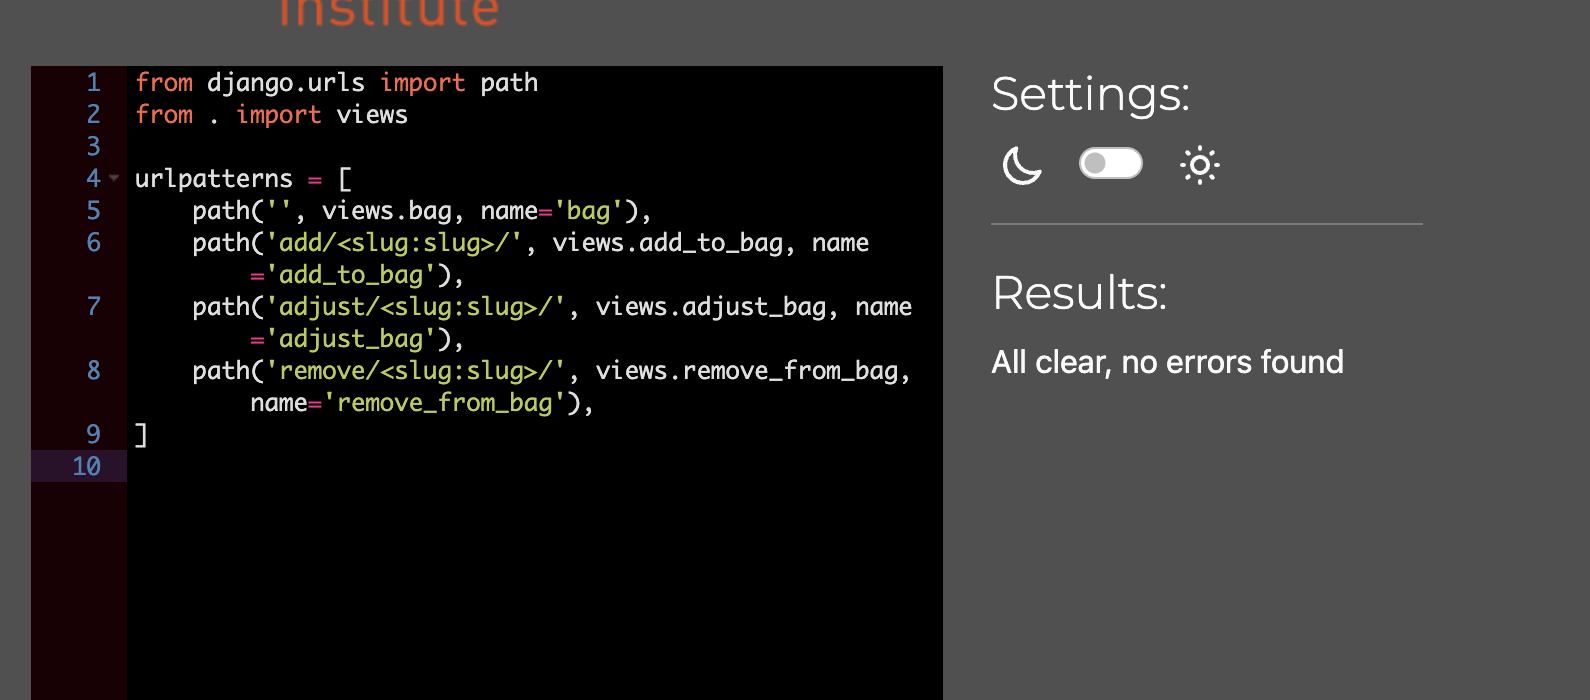 institute
1 from django.urls import path
2 from . import views
3
4 urlpatterns = [
5     path('', views.bag, name='bag'),
6     path('add/<slug:slug>/', views.add_to_bag, name
        ='add_to_bag'),
7     path('adjust/<slug:slug>/', views.adjust_bag, name
        ='adjust_bag'),
8     path('remove/<slug:slug>/', views.remove_from_bag,
        name='remove_from_bag'),
9 ]
10
Settings:
Results:
All clear, no errors found